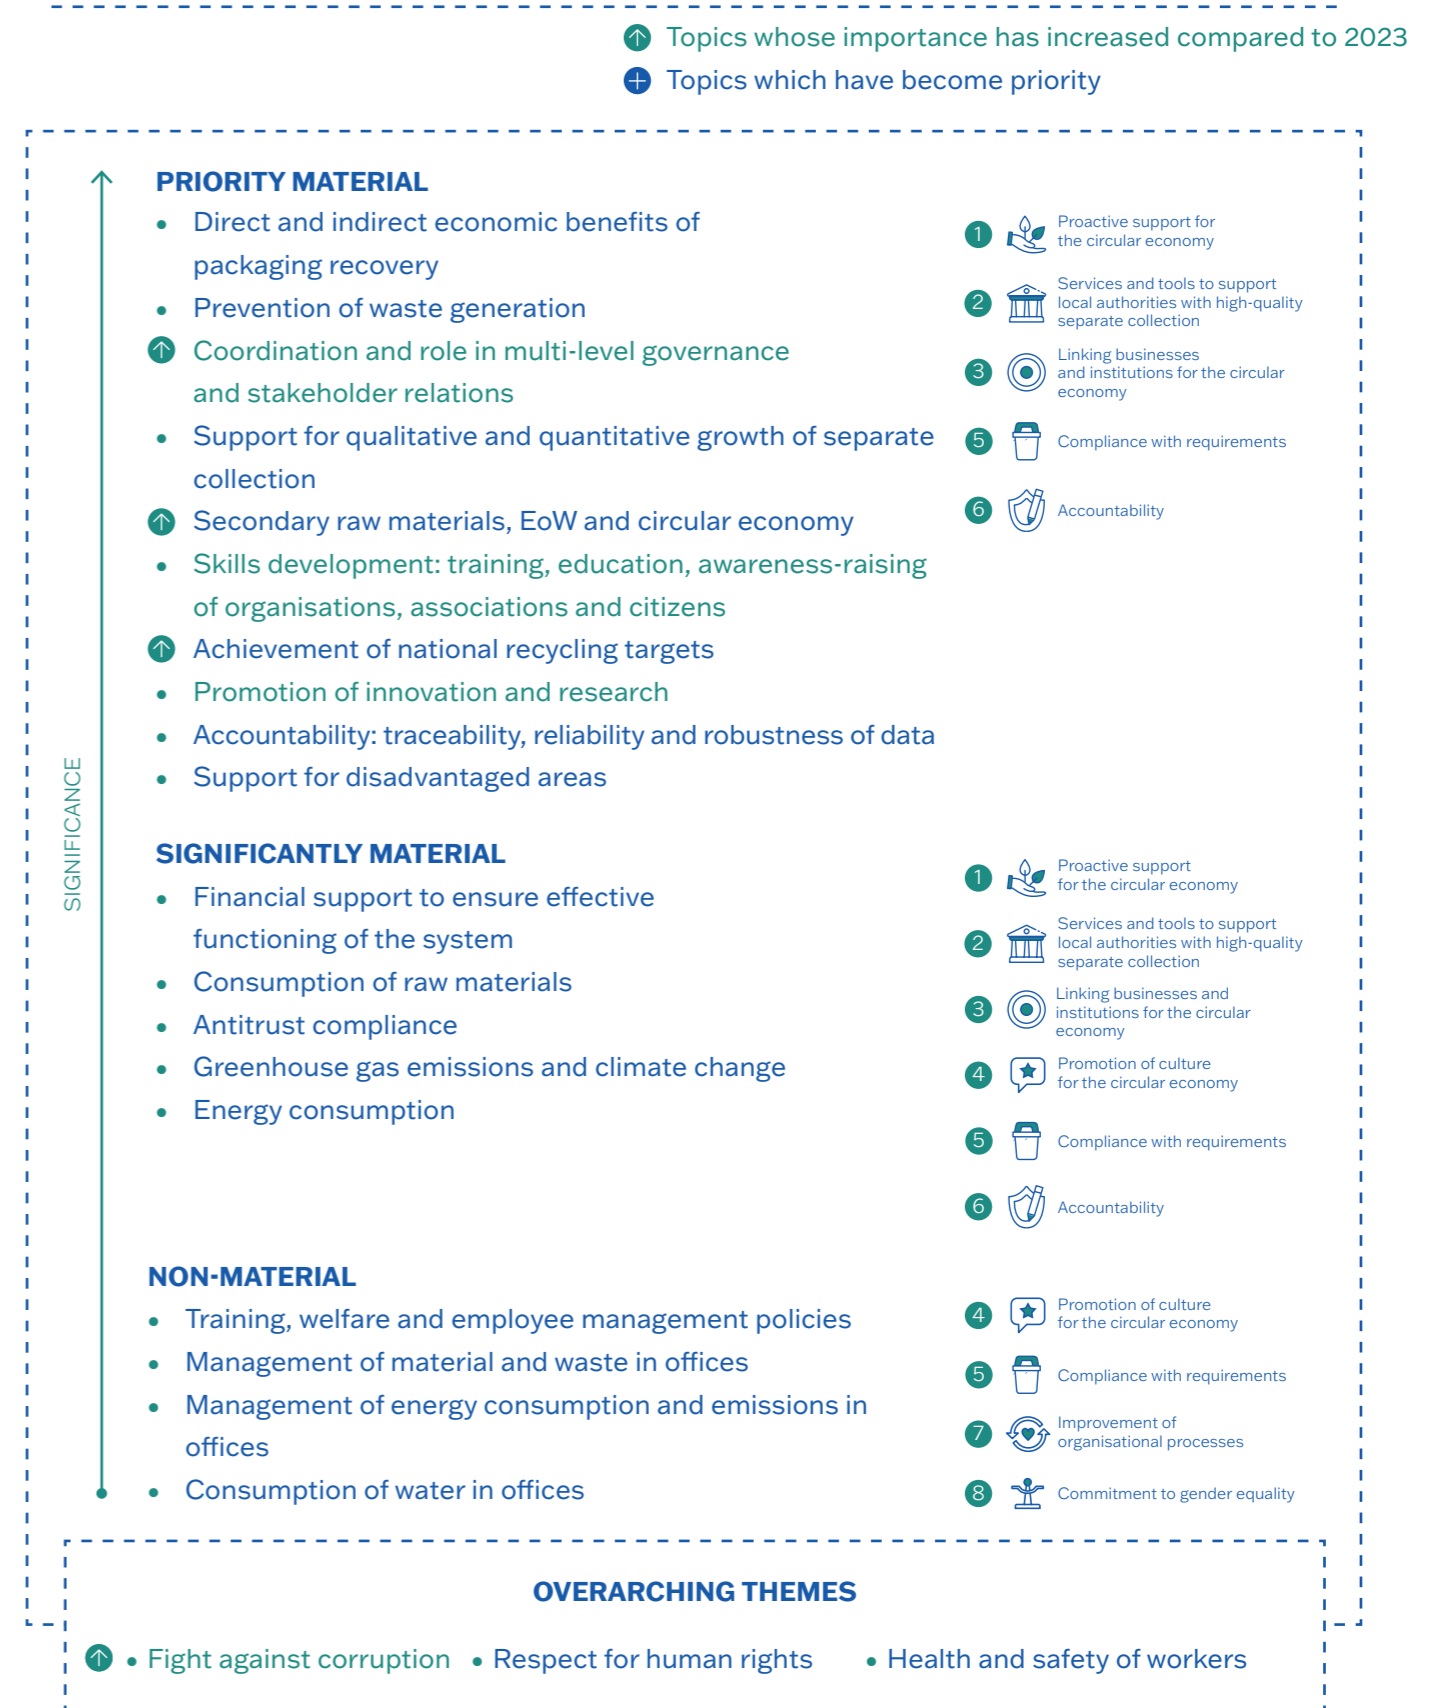 Topics whose importance has increased compared to 2023
Topics which have become priority
SIGNIFICANCE
PRIORITY MATERIAL
• Direct and indirect economic benefits of
packaging recovery
• Prevention of waste generation
Coordination and role in multi-level governance
and stakeholder relations
• Support for qualitative and quantitative growth of separate
collection
Secondary raw materials, EoW and circular economy
• Skills development: training, education, awareness-raising
of organisations, associations and citizens
Achievement of national recycling targets
• Promotion of innovation and research
• Accountability: traceability, reliability and robustness of data
• Support for disadvantaged areas
1 Proactive support for
the circular economy
2 Services and tools to support
local authorities with high-quality
separate collection
3 Linking businesses
and institutions for the circular
economy
5 Compliance with requirements
6 Accountability
SIGNIFICANTLY MATERIAL
• Financial support to ensure effective
functioning of the system
• Consumption of raw materials
• Antitrust compliance
• Greenhouse gas emissions and climate change
• Energy consumption
1 Proactive support
for the circular economy
2 Services and tools to support
local authorities with high-quality
separate collection
3 Linking businesses and
institutions for the circular
economy
4 Promotion of culture
for the circular economy
5 Compliance with requirements
6 Accountability
NON-MATERIAL
• Training, welfare and employee management policies
• Management of material and waste in offices
• Management of energy consumption and emissions in
offices
• Consumption of water in offices
4 Promotion of culture
for the circular economy
5 Compliance with requirements
7 Improvement of
organisational processes
8 Commitment to gender equality
OVERARCHING THEMES
• Fight against corruption • Respect for human rights • Health and safety of workers